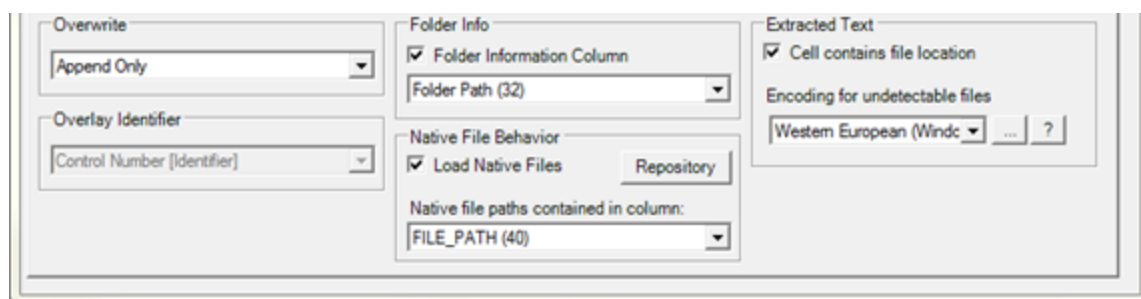 Overwrite
Append Only
Overlay Identifier
Control Number [Identifier]
Folder Info
Folder Information Column
Folder Path (32)
Native File Behavior
Load Native Files
Repository
Native file paths contained in column:
FILE_PATH (40)
Extracted Text
Cell contains file location
Encoding for undetectable files
Western European (Windc
...
?